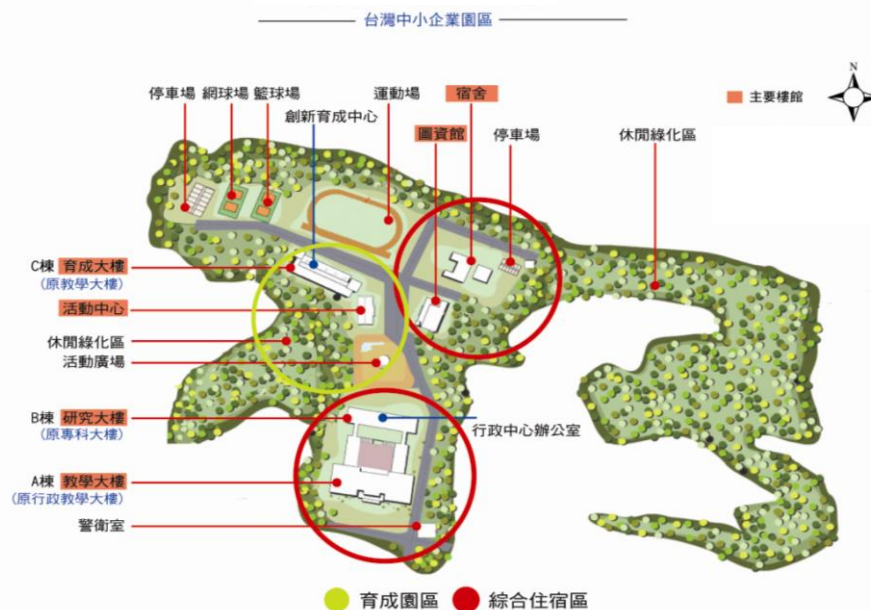 台灣中小企業園區
N
主要樓館
停車場
網球場
籃球場
創新育成中心
運動場
宿舍
圖資館
停車場
休閒綠化區
C棟 育成大樓
(原教學大樓)
活動中心
休閒綠化區
活動廣場
B棟 研究大樓
(原專科大樓)
行政中心辦公室
A棟 教學大樓
(原行政教學大樓)
警衛室
育成園區
綜合住宿區